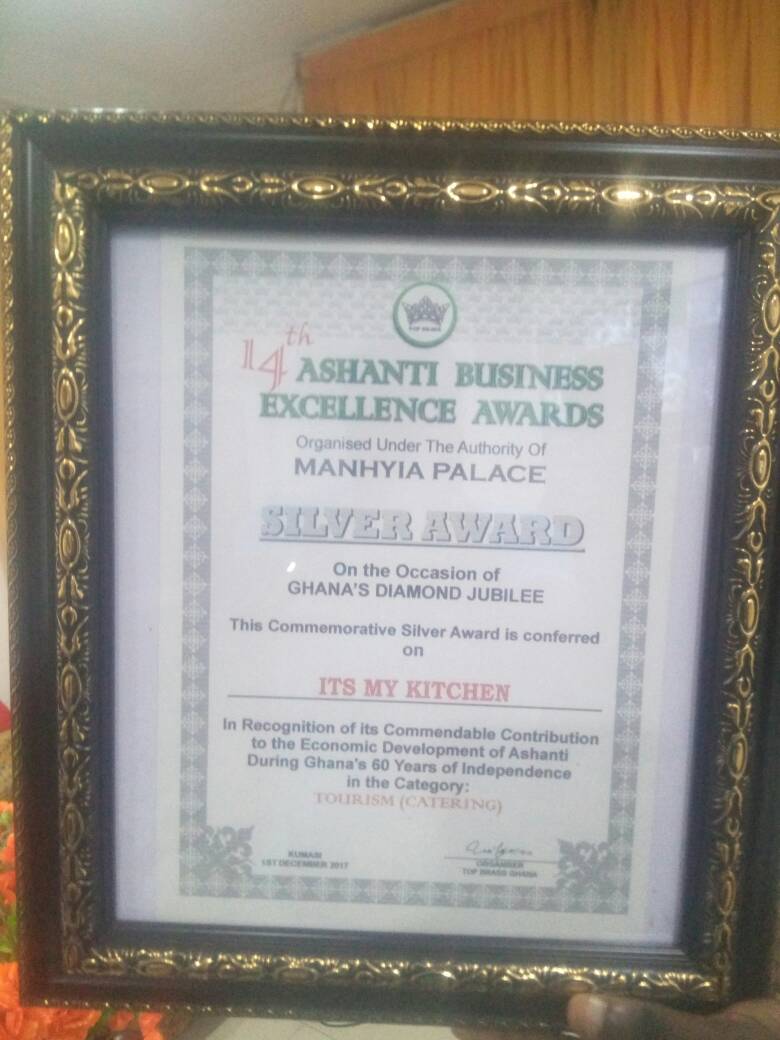 TOP BRASS
14th ASHANTI BUSINESS
EXCELLENCE AWARDS
Organised Under The Authority Of
MANHYIA PALACE
SILVER AWARD
On the Occasion of
GHANA'S DIAMOND JUBILEE
This Commemorative Silver Award is conferred
on
ITS MY KITCHEN
In Recognition of its Commendable Contribution
to the Economic Development of Ashanti
During Ghana's 60 Years of Independence
in the Category:
TOURISM (CATERING)
KUMASI
1ST DECEMBER 2017
ORGANISER
TOP BRASS GHANA